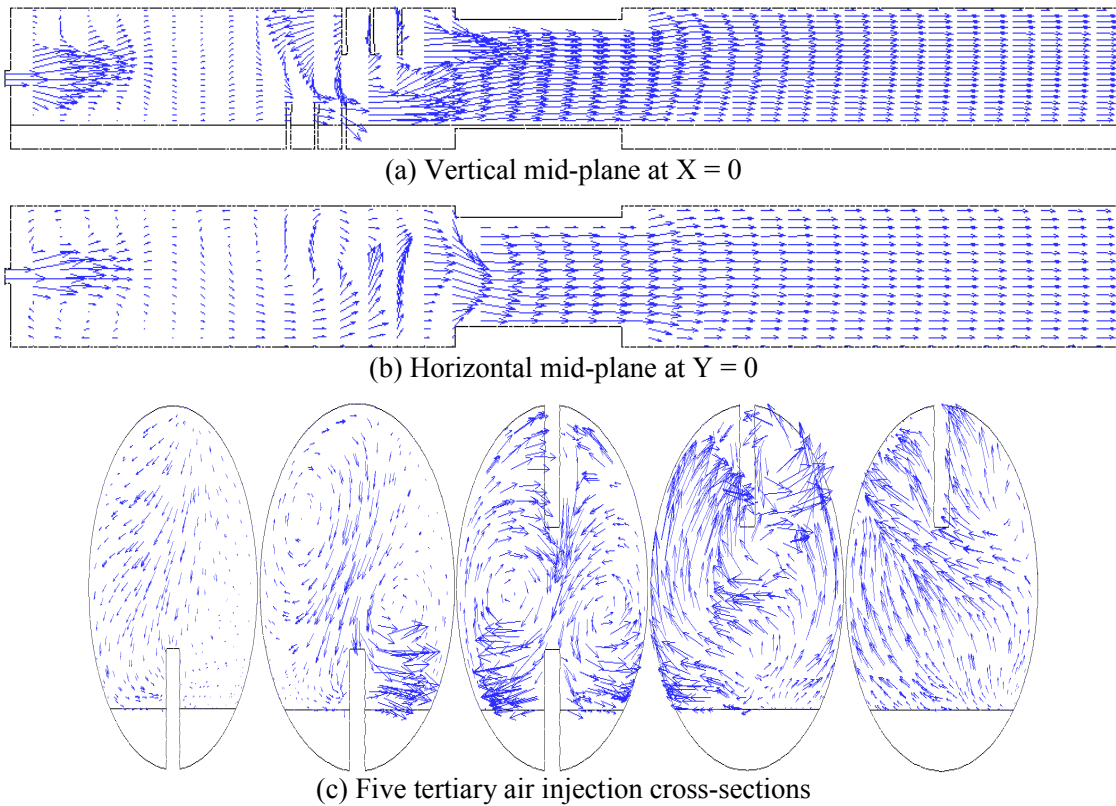 (a) Vertical mid-plane at X = 0
(b) Horizontal mid-plane at Y = 0
(c) Five tertiary air injection cross-sections